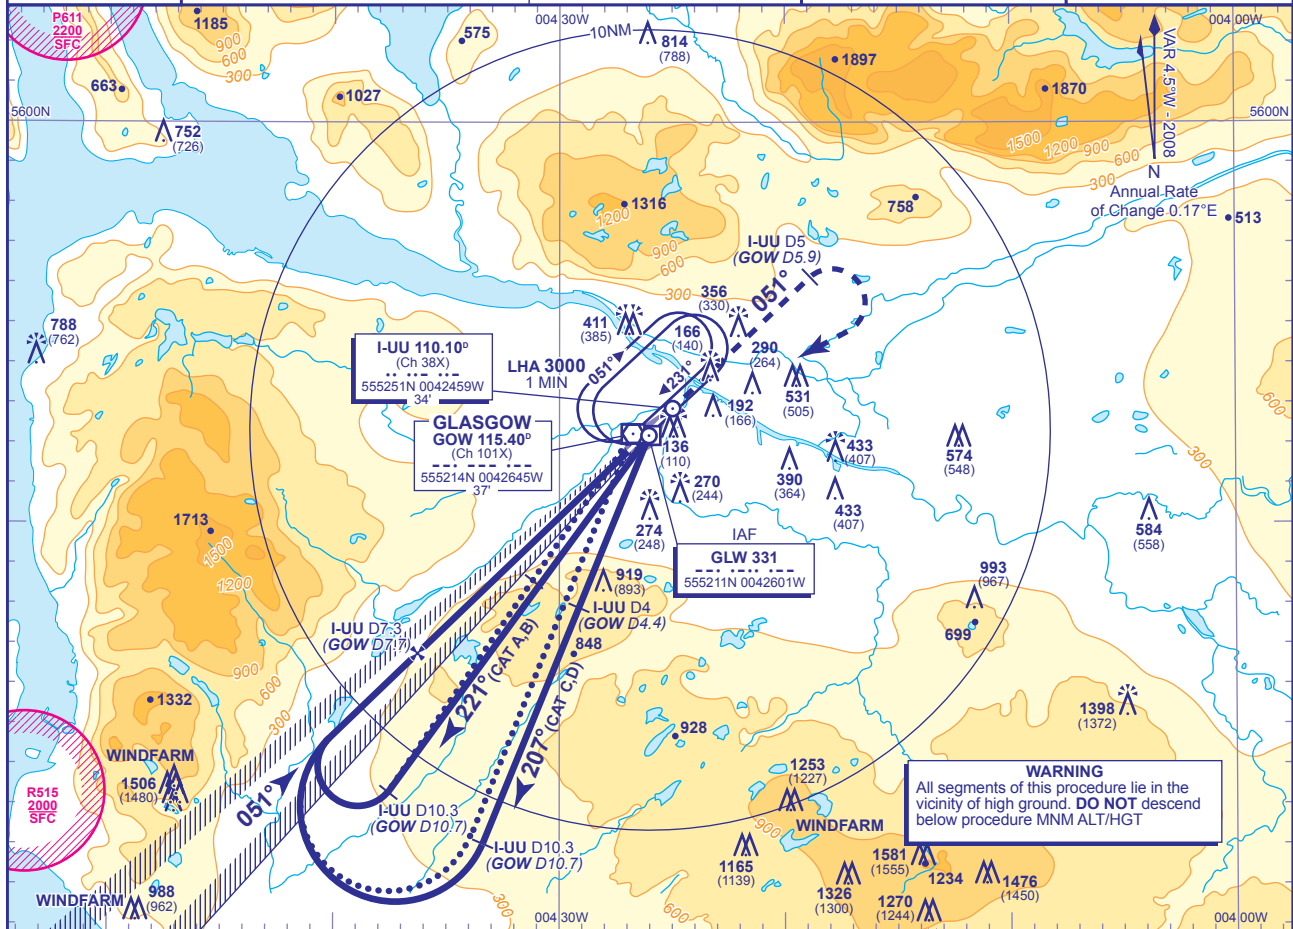 P611
2200
SFC
1185
900
600
300
575
004 30W
10NM
814
(788)
1897
1870
004 00W
VAR 4.5°W - 2008
663
1027
5600N
5600N
752
(726)
1500
1200
900
600
300
N
Annual Rate
of Change 0.17°E
513
1316
1200
900
600
300
758
I-UU D5
(GOW D5.9)
051°
788
(762)
411
(385)
356
(330)
166
(140)
290
(264)
I-UU 110.10ᴰ
(Ch 38X)
.. ..- ..-
555251N 0042459W
34'
LHA 3000
1 MIN
051°
231°
192
(166)
531
(505)
600
GLASGOW
GOW 115.40ᴰ
(Ch 101X)
--. --- .--
555214N 0042645W
37'
136
(110)
433
(407)
574
(548)
300
270
(244)
390
(364)
433
(407)
274
(248)
584
(558)
IAF
GLW 331
--. .-.. .--
555211N 0042601W
1713
1500
1200
919
(893)
993
(967)
699
I-UU D4
(GOW D4.4)
848
I-UU D7.3
(GOW D7.7)
221° (CAT A,B)
207° (CAT C,D)
900
600
300
1332
1398
(1372)
928
WINDFARM
1506
(1480)
R515
2000
SFC
051°
I-UU D10.3
(GOW D10.7)
I-UU D10.3
(GOW D10.7)
1253
(1227)
900
WINDFARM
WARNING
All segments of this procedure lie in the
vicinity of high ground. DO NOT descend
below procedure MNM ALT/HGT
1165
(1139)
1326
(1300)
1581
(1555)
1234
1476
(1450)
1270
(1244)
WINDFARM
988
(962)
300
004 30W
600
004 00W